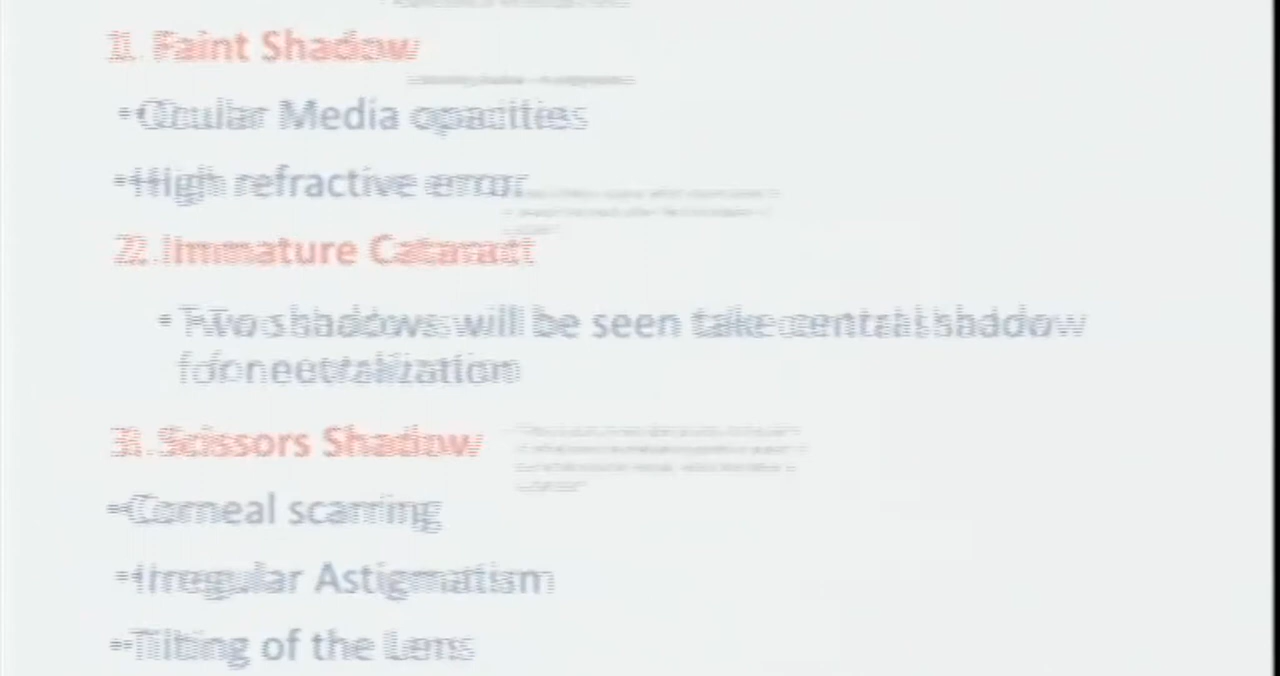 1. Faint Shadow
• Ocular Media opacities
• High refractive error
2. Immature Cataract
• Two shadows will be seen take central shadow
for neutralization
3. Scissors Shadow
• Corneal scarring
• Irregular Astigmatism
• Tilting of the Lens